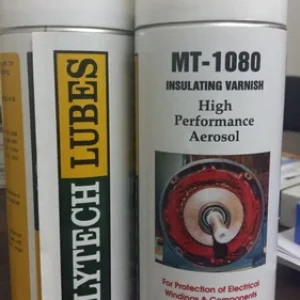 LYTECH LUBES
MT-1080
INSULATING VARNISH
High
Performance
Aerosol
For Protection of Electrical
Windings & Components